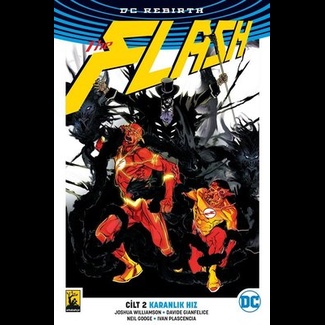 DC REBIRTH
THE
FLASH
CİLT 2 KARANLIK HIZ
JOSHUA WILLIAMSON • DAVIDE GIANFELICE
NEIL GOOGE • IVAN PLASCENCIA
DC